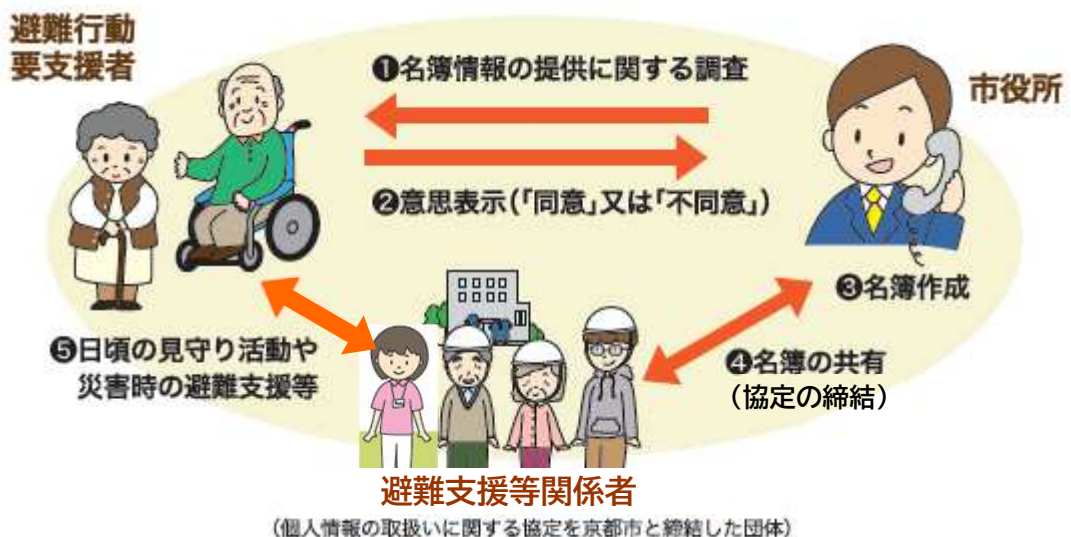 避難行動
要支援者
❶名簿情報の提供に関する調査
市役所
❷意思表示(「同意」又は「不同意」)
❸名簿作成
❺日頃の見守り活動や
災害時の避難支援等
❹名簿の共有
(協定の締結)
避難支援等関係者
(個人情報の取扱いに関する協定を京都市と締結した団体)